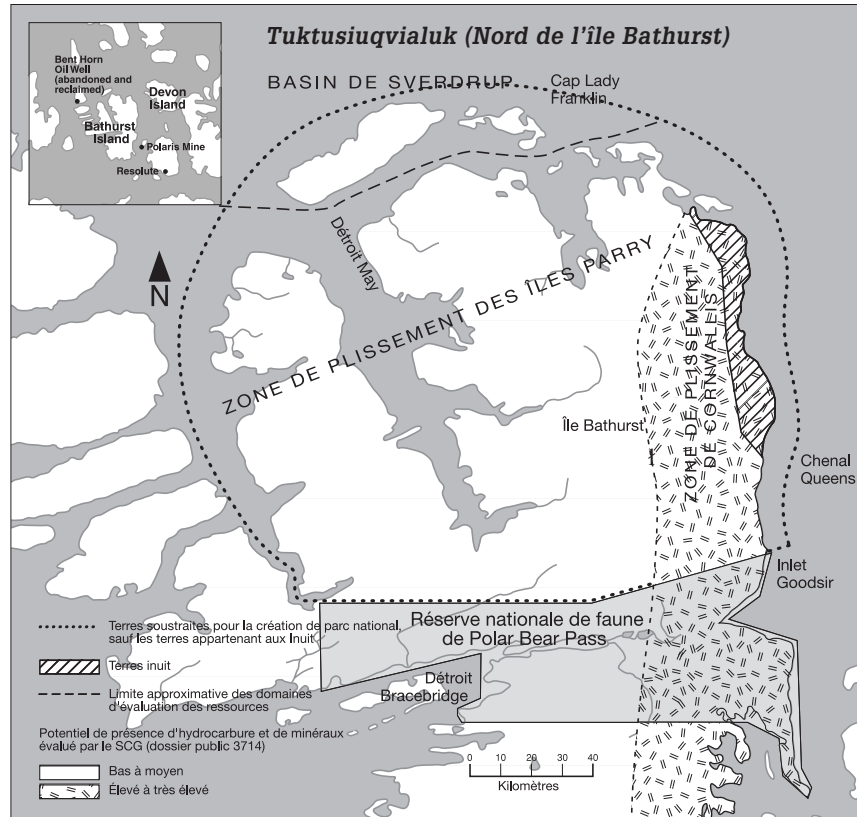 Tuktusiuqvialuk (Nord de l'île Bathurst)
Bent Horn
Oil Well
(abandoned and
reclaimed)
Devon
Island
Bathurst
Island
Polaris Mine
Resolute
BASIN DE SVERDRUP
Cap Lady
Franklin
N
Détroit May
ZONE DE PLISSEMENT DES ÎLES PARRY
ZONE DE PLISSEMENT
DE CORNWALLIS
Île Bathurst
Chenal
Queens
Inlet
Goodsir
Réserve nationale de faune
de Polar Bear Pass
Détroit
Bracebridge
Terres soustraites pour la création de parc national,
sauf les terres appartenant aux Inuit
Terres inuit
Limite approximative des domaines
d'évaluation des ressources
Potentiel de présence d'hydrocarbure et de minéraux
évalué par le SCG (dossier public 3714)
Bas à moyen
Élevé à très élevé
0 10 20 30 40
Kilomètres